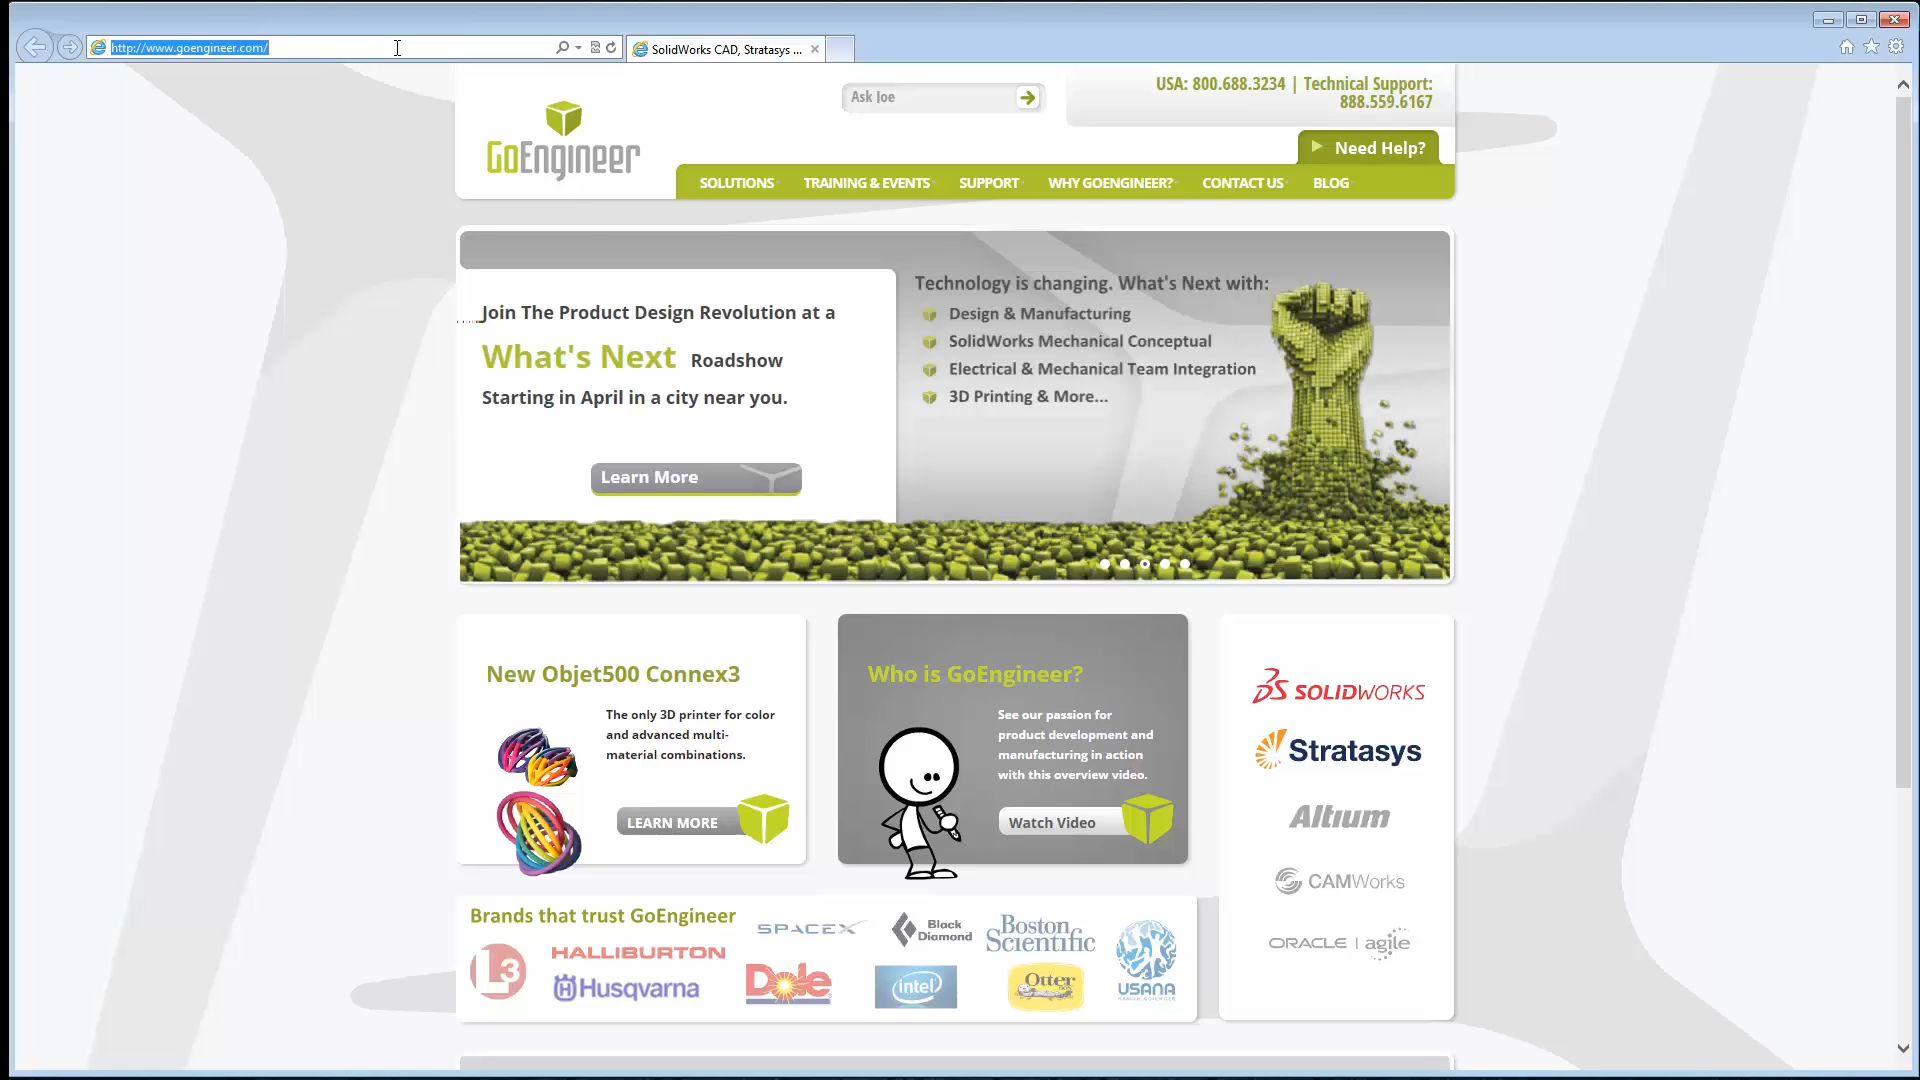 http://www.goengineer.com/
SolidWorks CAD, Stratasys ...
Ask Joe
USA: 800.688.3234 | Technical Support:
888.559.6167
GoEngineer
Need Help?
SOLUTIONS TRAINING & EVENTS SUPPORT WHY GOENGINEER? CONTACT US BLOG
Join The Product Design Revolution at a
What's Next Roadshow
Starting in April in a city near you.
Learn More
Technology is changing. What's Next with:
Design & Manufacturing
SolidWorks Mechanical Conceptual
Electrical & Mechanical Team Integration
3D Printing & More...
New Objet500 Connex3
The only 3D printer for color
and advanced multi-
material combinations.
LEARN MORE
Who is GoEngineer?
See our passion for
product development and
manufacturing in action
with this overview video.
Watch Video
SOLIDWORKS
Stratasys
Altium
CAMWorks
ORACLE | agile
Brands that trust GoEngineer
SPACEX
Black
Diamond
Boston
Scientific
L3
HALLIBURTON
Husqvarna
Dole
intel
Otter
BOX
USANA
HEALTH SCIENCES